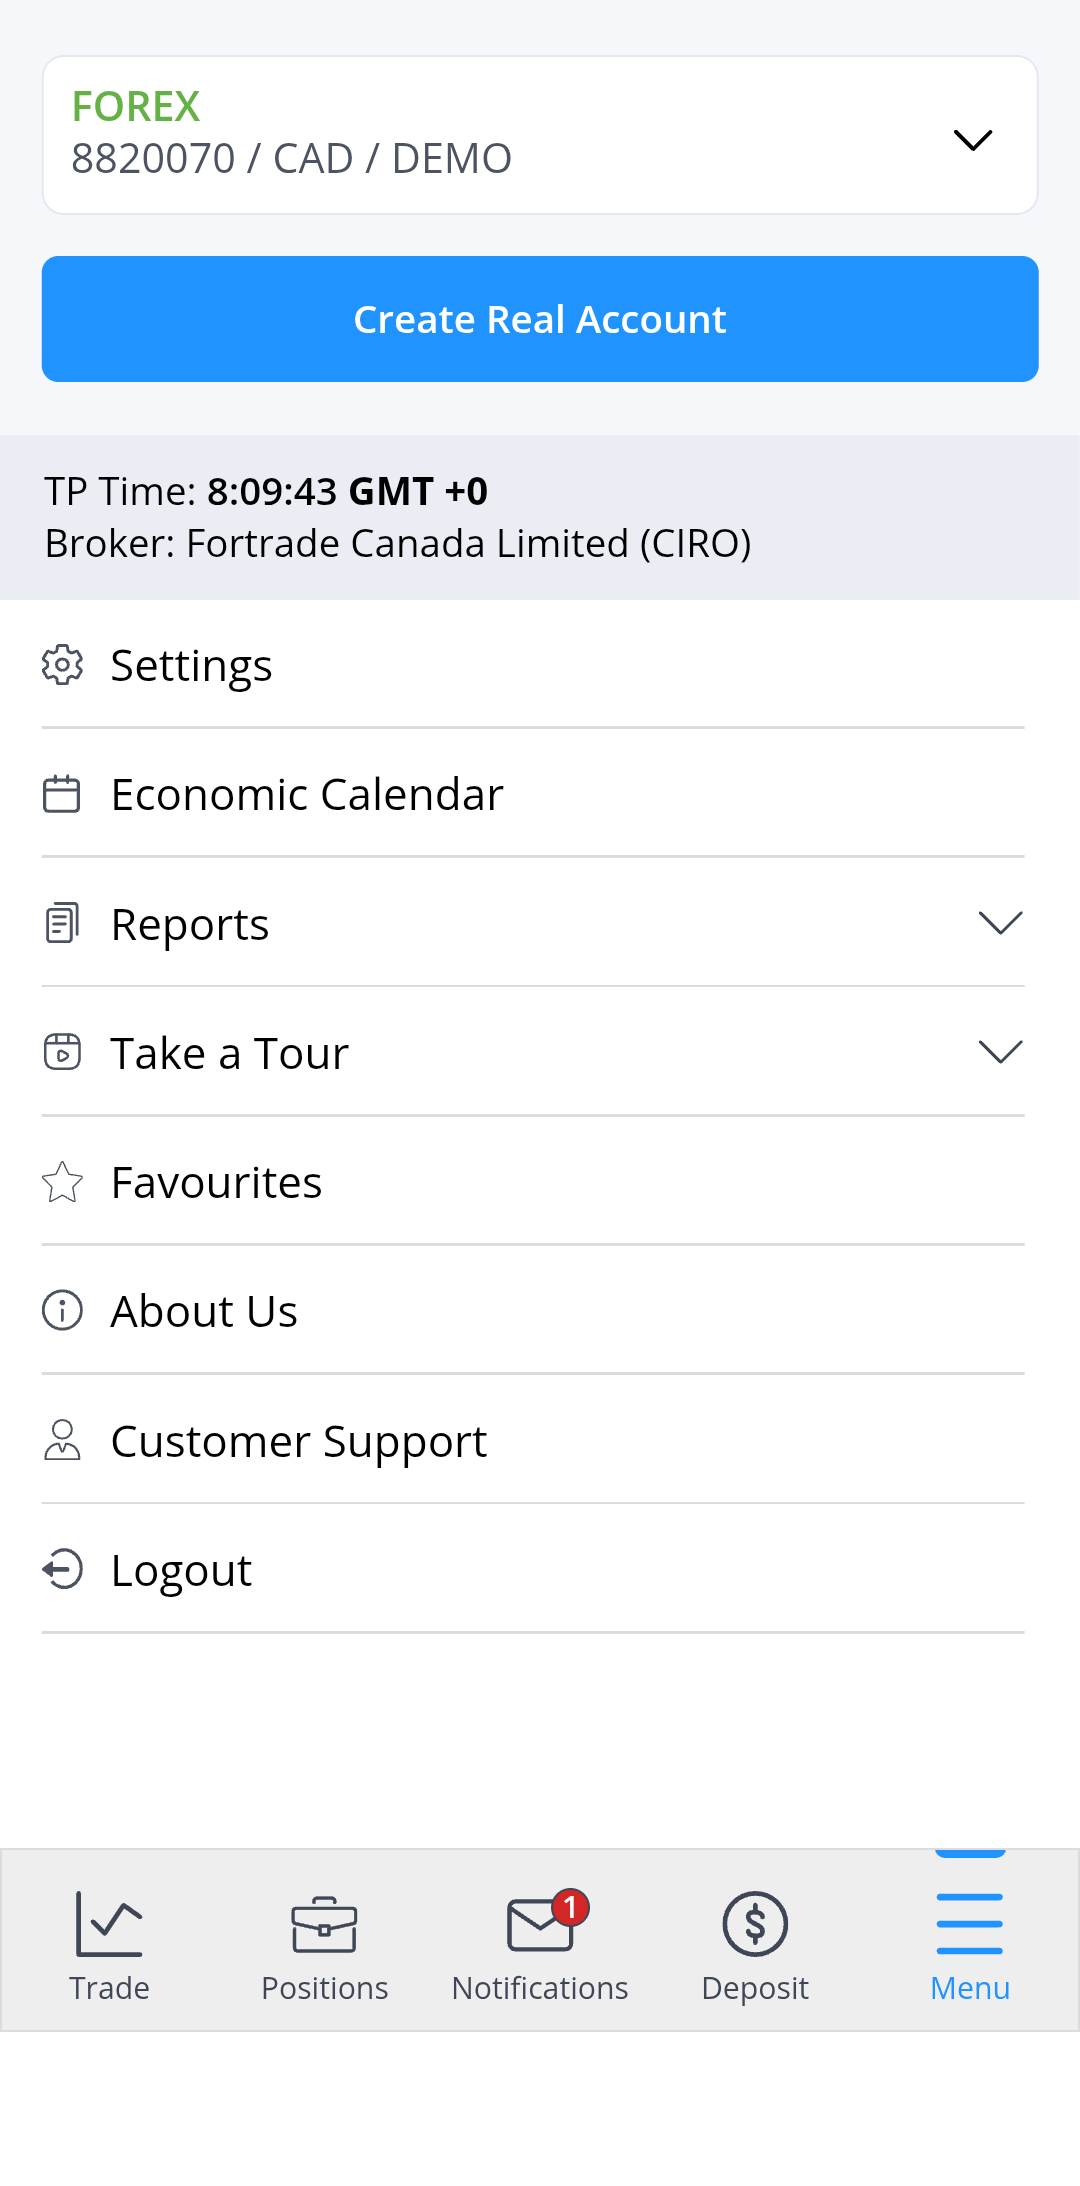 FOREX
8820070 / CAD / DEMO
Create Real Account
TP Time: 8:09:43 GMT +0
Broker: Fortrade Canada Limited (CIRO)
Settings
Economic Calendar
Reports
Take a Tour
Favourites
About Us
Customer Support
Logout
1
Trade
Positions
Notifications
Deposit
Menu